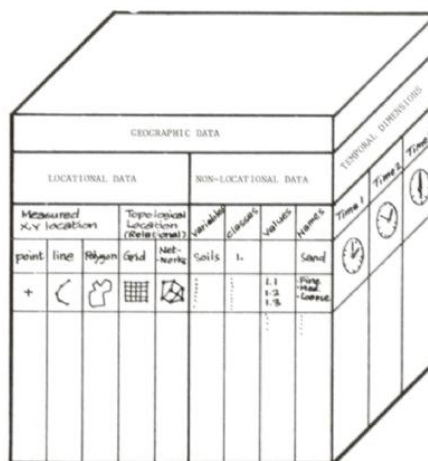 GEOGRAPHIC DATA
TEMPORAL DIMENSIONS
LOCATIONAL DATA NON-LOCATIONAL DATA
Measured
X,Y location
Topological
Location
(Relational)
variables classes values Names
Time 1 Time 2 Time
point line Polygon Grid Net-
works
Soils 1. Sand
1.1 - Fine
1.2 - Med
1.3 - Coarse